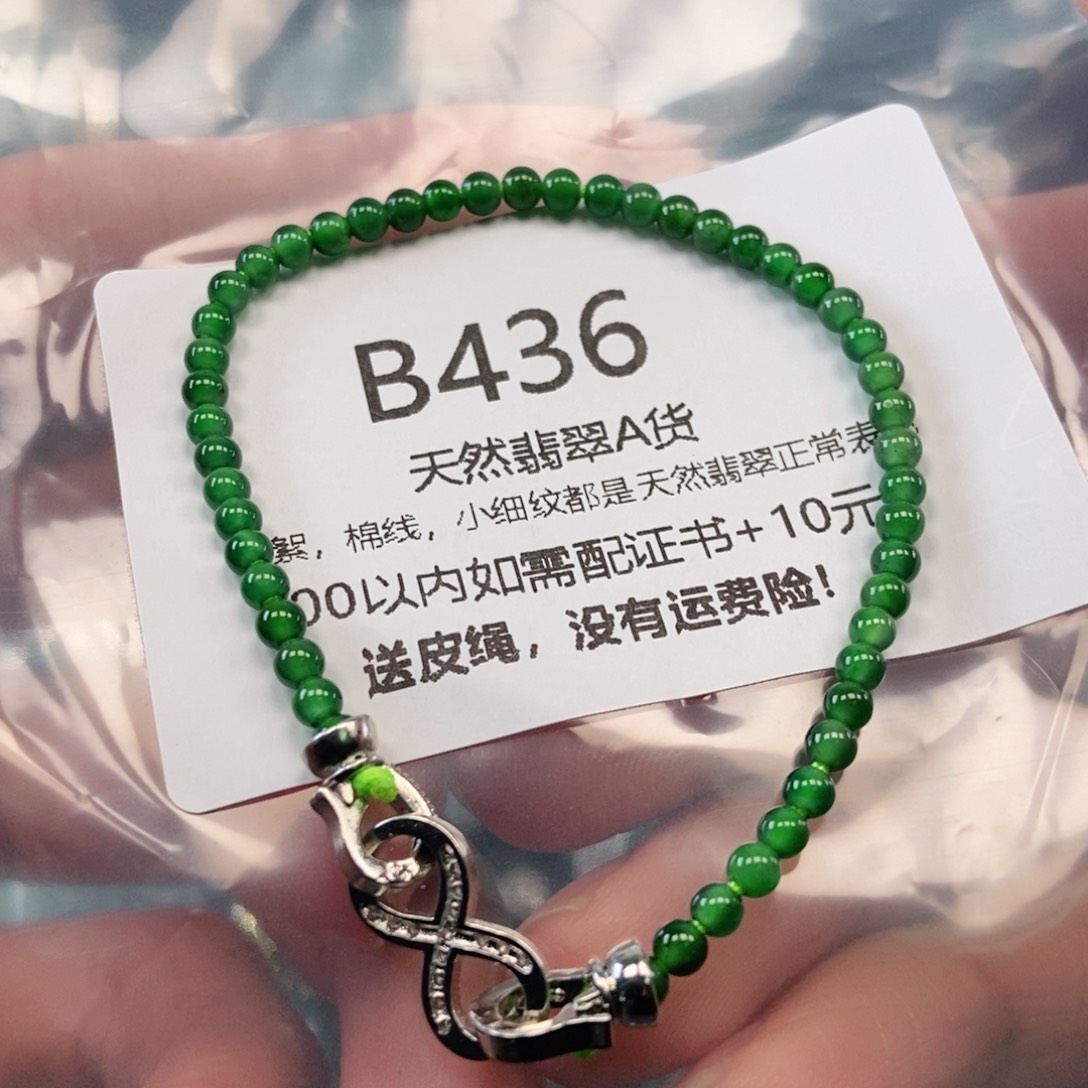 B436
天然翡翠A货
絮，棉线，小细纹都是天然翡翠正常表
00以内如需配证书+10元
送皮绳，没有运费险！